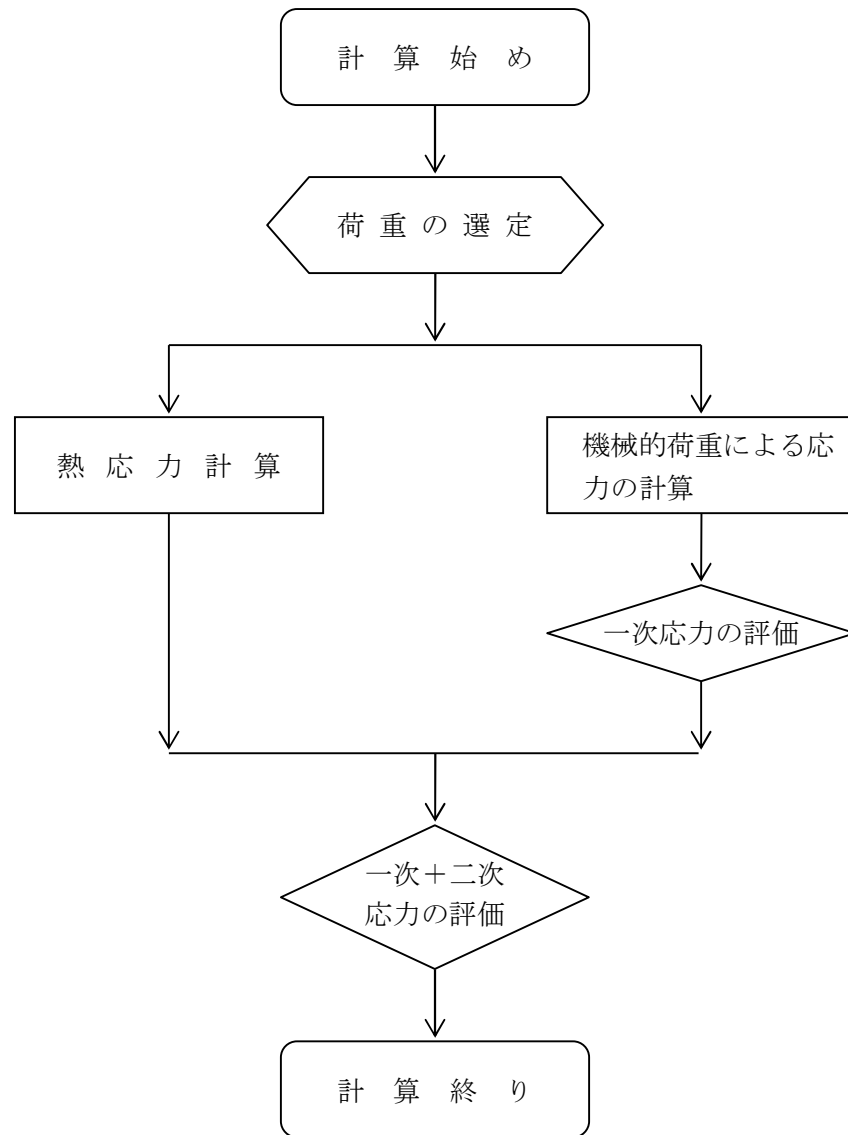 計算始め
荷重の選定
熱応力計算
機械的荷重による応
力の計算
一次応力の評価
一次＋二次
応力の評価
計算終り